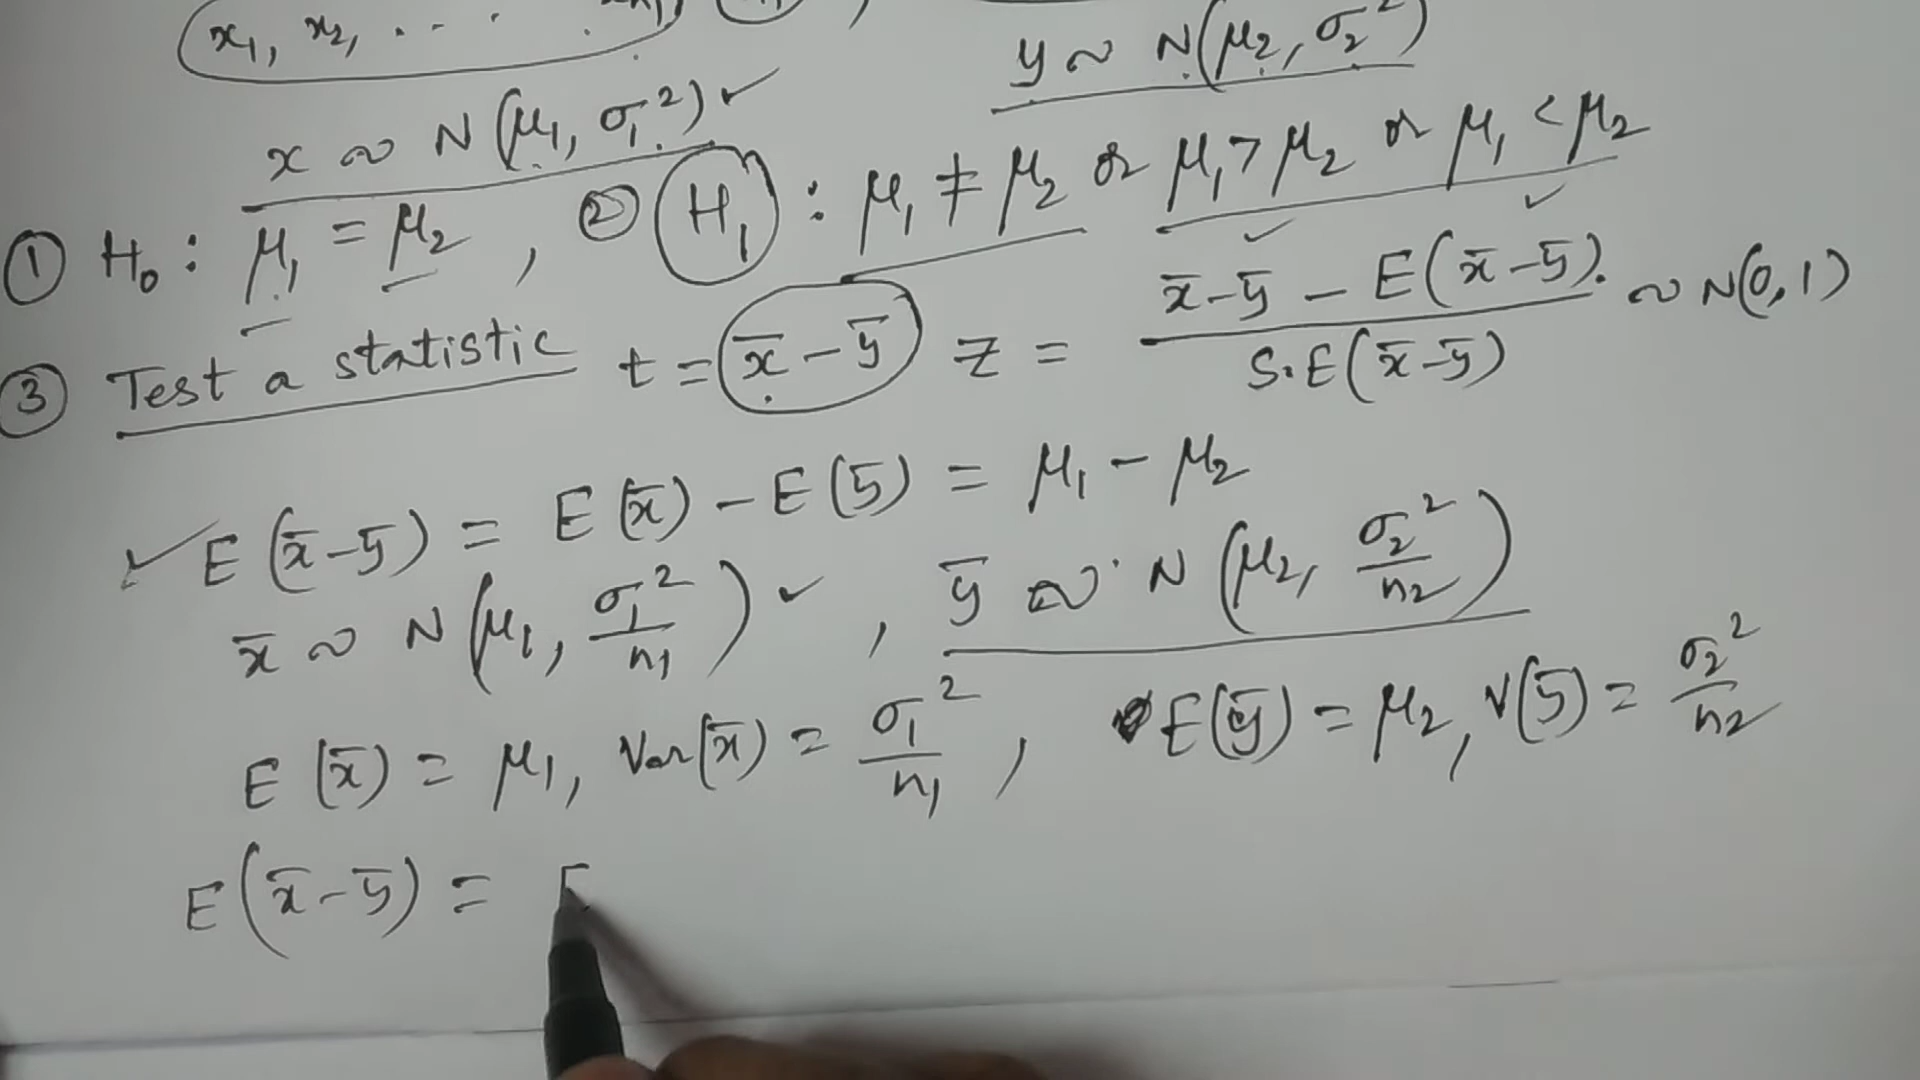 x₁, x₂, . . . .
y ~ N(μ₂, σ₂²)
x ~ N(μ₁, σ₁²) ✓
① H₀ : μ₁ = μ₂ , ② H₁ : μ₁ ≠ μ₂ or μ₁ > μ₂ or μ₁ < μ₂
③ Test a statistic t = x̄ - ȳ z = (x̄ - ȳ - E(x̄ - ȳ)) / S.E(x̄ - ȳ) ~ N(0, 1)
✓ E(x̄ - ȳ) = E(x̄) - E(ȳ) = μ₁ - μ₂
x̄ ~ N(μ₁, σ₁²/n₁) ✓ , ȳ ~ N(μ₂, σ₂²/n₂)
E(x̄) = μ₁, Var(x̄) = σ₁²/n₁ , E(ȳ) = μ₂, V(ȳ) = σ₂²/n₂
E(x̄ - ȳ) =